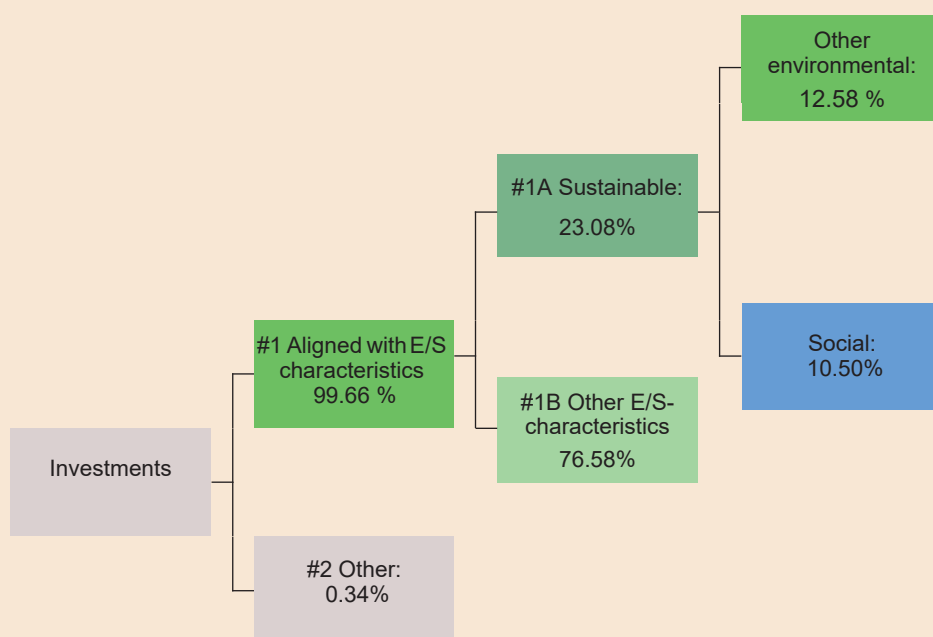 Other
environmental:
12.58 %
#1A Sustainable:
23.08%
#1 Aligned with E/S
characteristics
99.66 %
Social:
10.50%
#1B Other E/S-
characteristics
76.58%
Investments
#2 Other:
0.34%